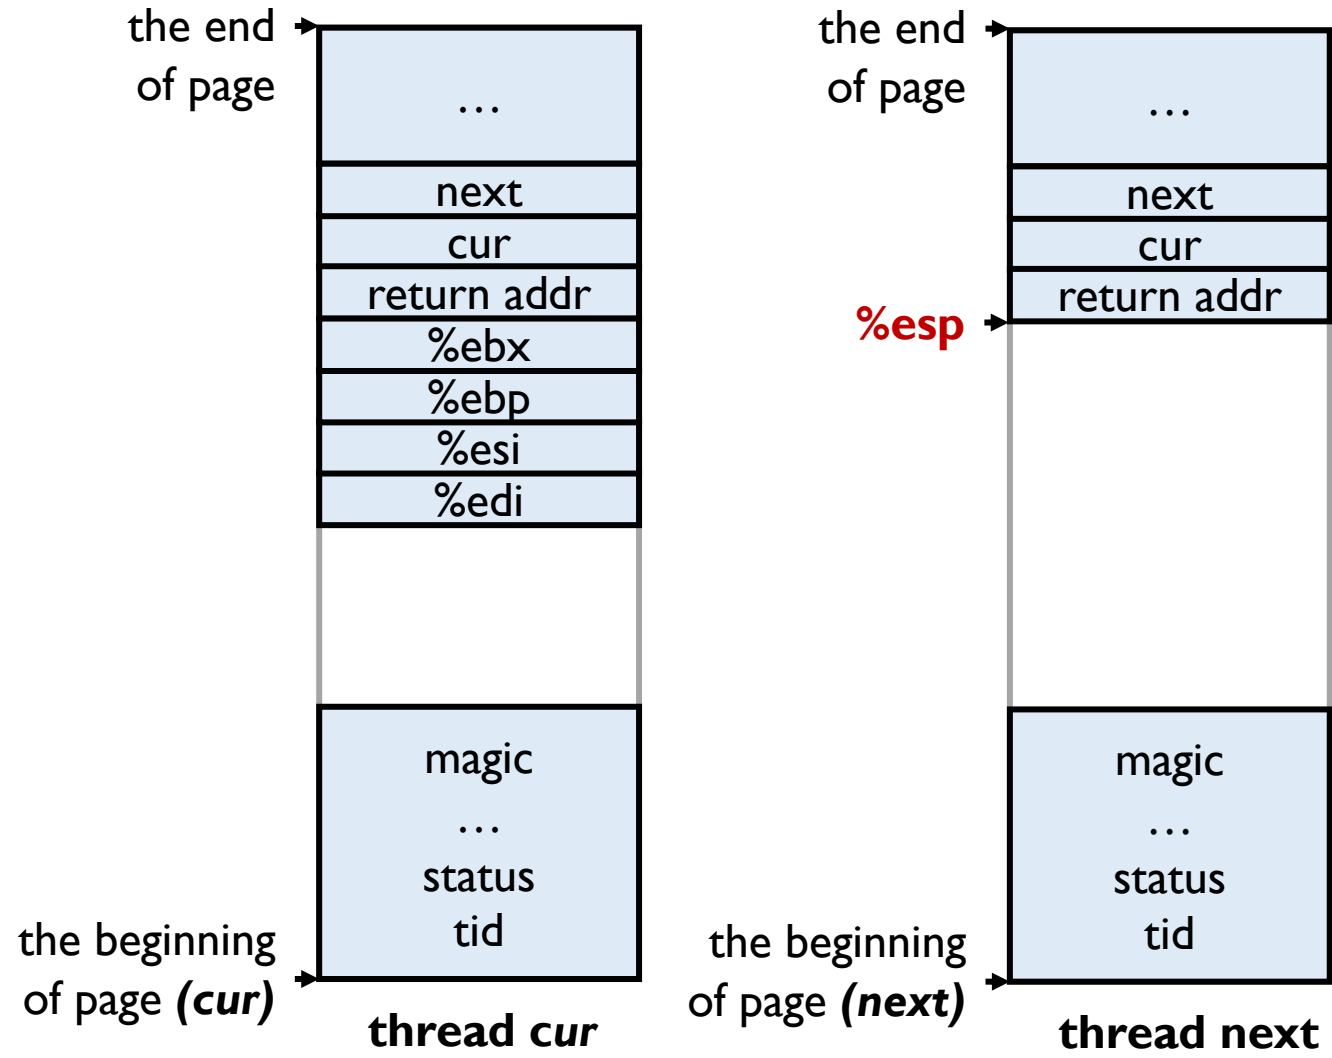 the end
of page
…
next
cur
return addr
%ebx
%ebp
%esi
%edi
magic
…
status
tid
the beginning
of page (cur)
thread cur
the end
of page
…
next
cur
return addr
%esp
magic
…
status
tid
the beginning
of page (next)
thread next